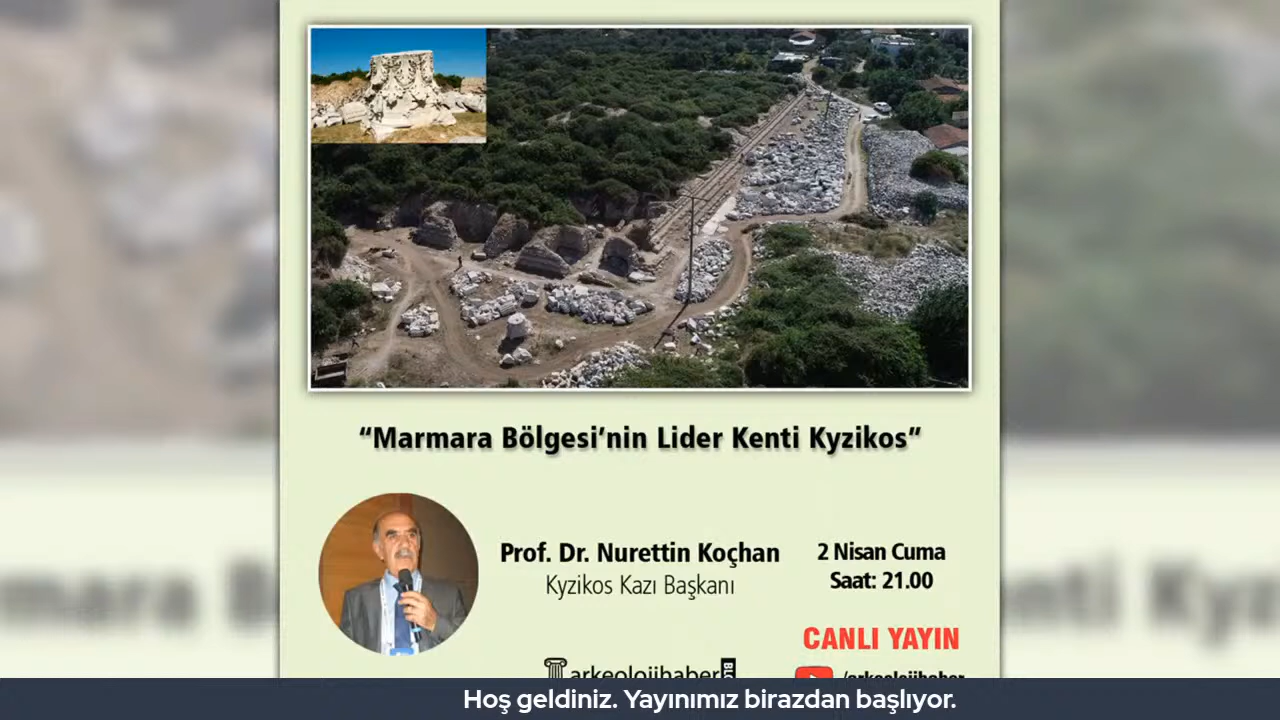 “Marmara Bölgesi’nin Lider Kenti Kyzikos”
Prof. Dr. Nurettin Koçhan
Kyzikos Kazı Başkanı
2 Nisan Cuma
Saat: 21.00
CANLI YAYIN
arkeolojihaber
/arkeolojihaber
Hoş geldiniz. Yayınımız birazdan başlıyor.